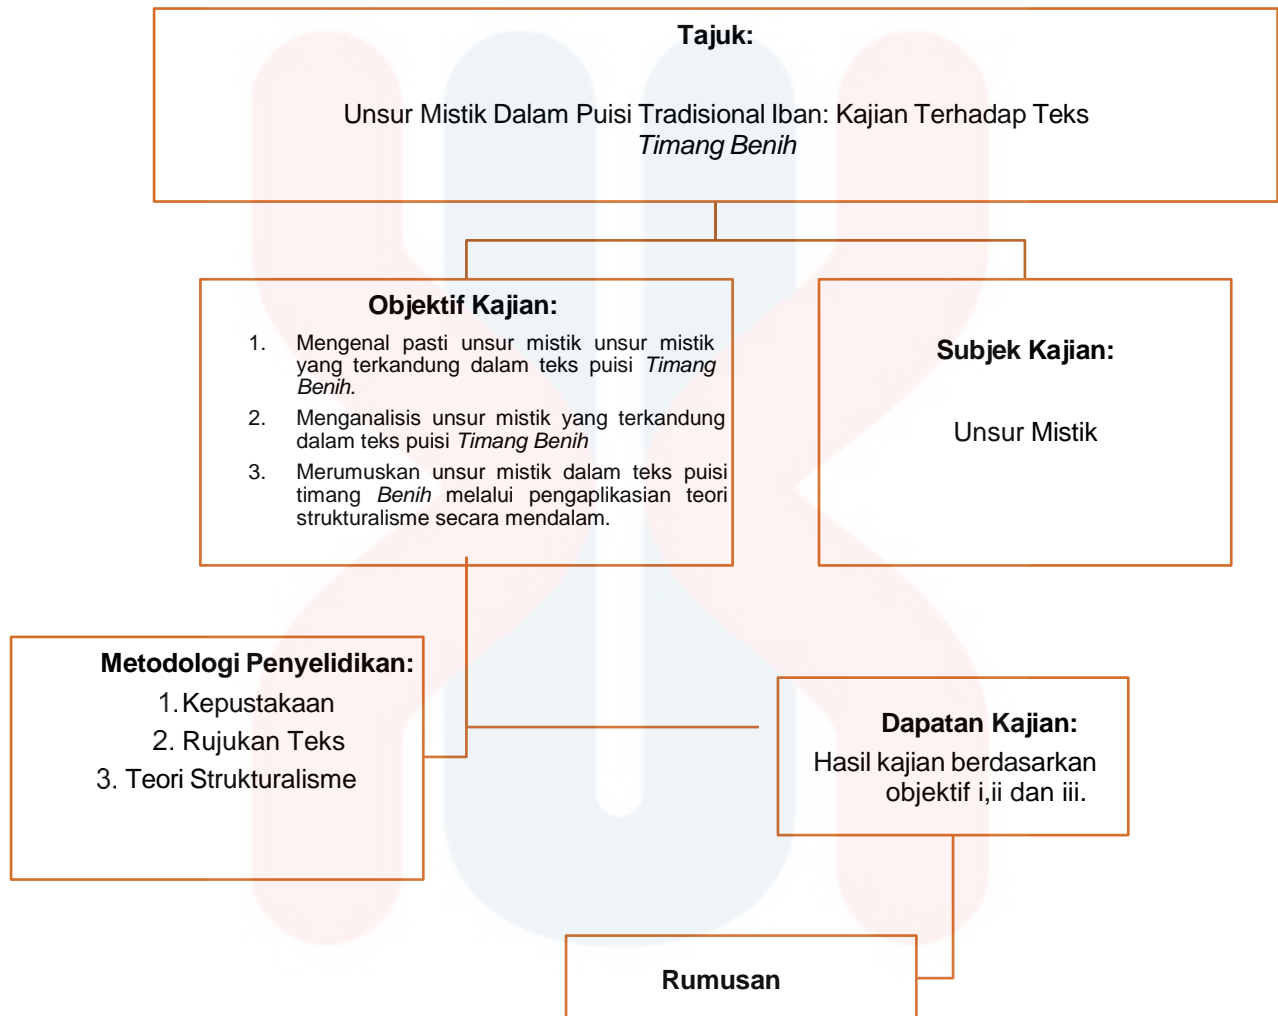 Tajuk:
Unsur Mistik Dalam Puisi Tradisional Iban: Kajian Terhadap Teks
Timang Benih
Objektif Kajian:
1. Mengenal pasti unsur mistik unsur mistik
yang terkandung dalam teks puisi Timang
Benih.
2. Menganalisis unsur mistik yang terkandung
dalam teks puisi Timang Benih
3. Merumuskan unsur mistik dalam teks puisi
timang Benih melalui pengaplikasian teori
strukturalisme secara mendalam.
Subjek Kajian:
Unsur Mistik
Metodologi Penyelidikan:
1. Kepustakaan
2. Rujukan Teks
3. Teori Strukturalisme
Dapatan Kajian:
Hasil kajian berdasarkan
objektif i,ii dan iii.
Rumusan